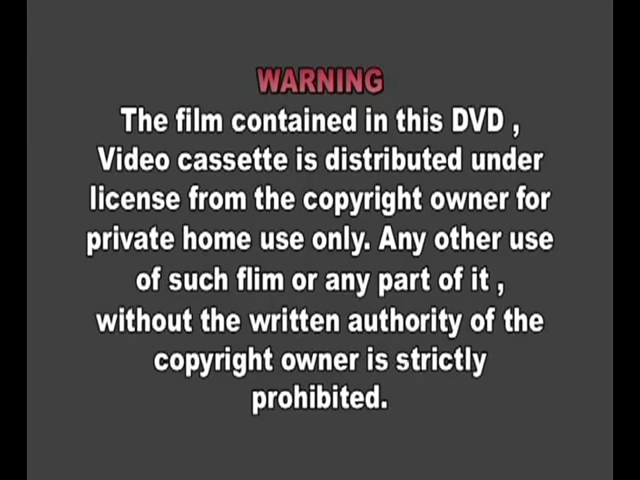 WARNING
The film contained in this DVD ,
Video cassette is distributed under
license from the copyright owner for
private home use only. Any other use
of such flim or any part of it ,
without the written authority of the
copyright owner is strictly
prohibited.